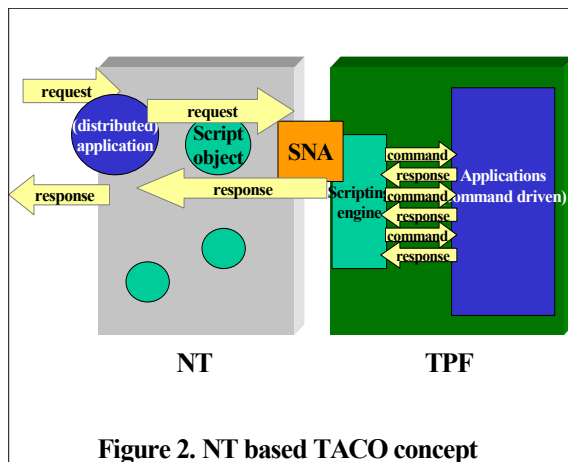 request
(distributed)
application
request
Script
object
response
response
SNA
Scripting
engine
command
response
command
response
command
response
Applications
ommand driven)
NT
TPF
Figure 2. NT based TACO concept